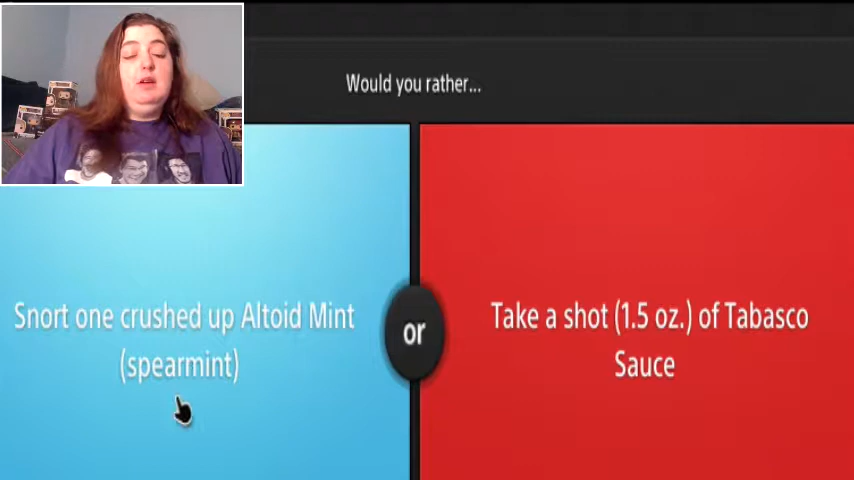 Would you rather...
Snort one crushed up Altoid Mint
(spearmint)
or
Take a shot (1.5 oz.) of Tabasco
Sauce